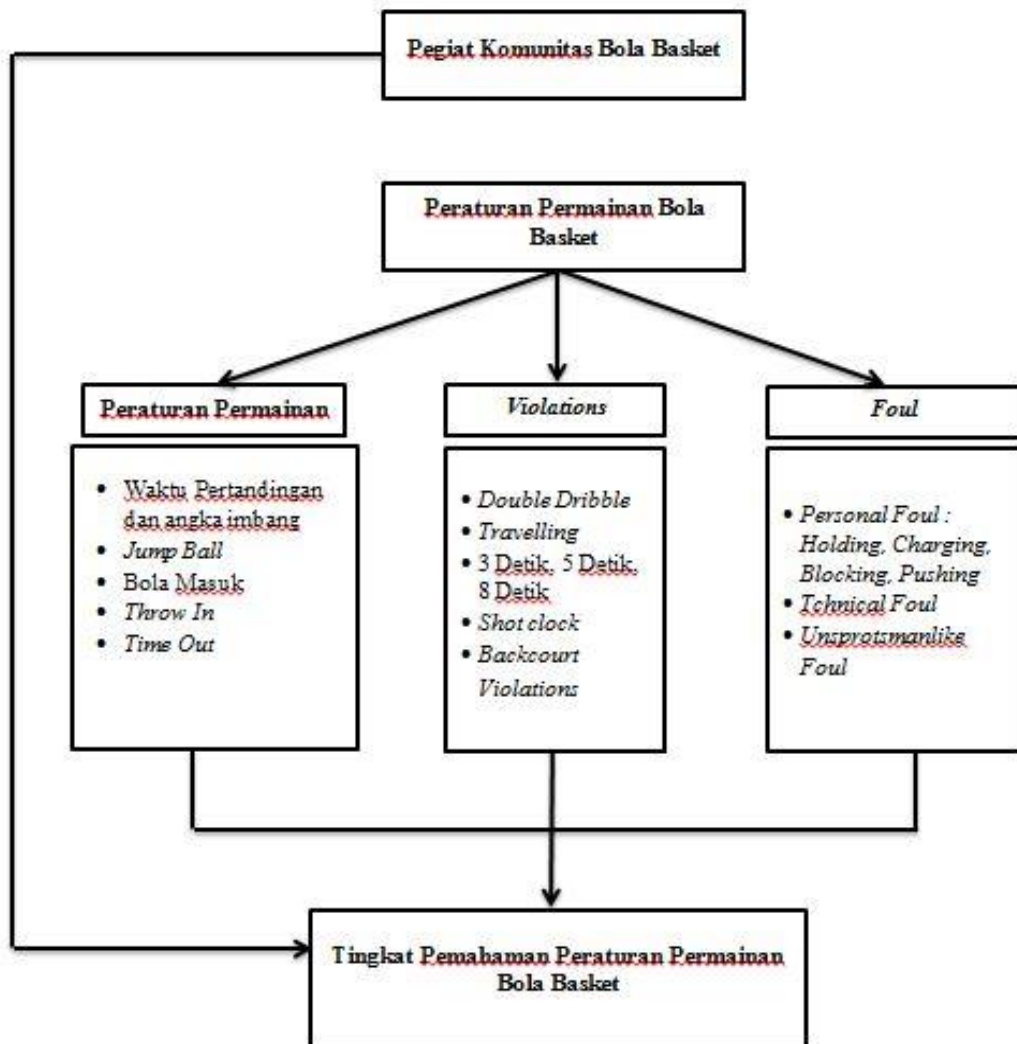 Pegiat Komunitas Bola Basket
Peraturan Permainan Bola
Basket
Peraturan Permainan
• Waktu Pertandingan
dan angka imbang
• Jump Ball
• Bola Masuk
• Throw In
• Time Out
Violations
• Double Dribble
• Travelling
• 3 Detik, 5 Detik,
8 Detik
• Shot clock
• Backcourt
Violations
Foul
• Personal Foul :
Holding, Charging,
Blocking, Pushing
• Tchnical Foul
• Unsprotsmanlike
Foul
Tingkat Pemahaman Peraturan Permainan
Bola Basket